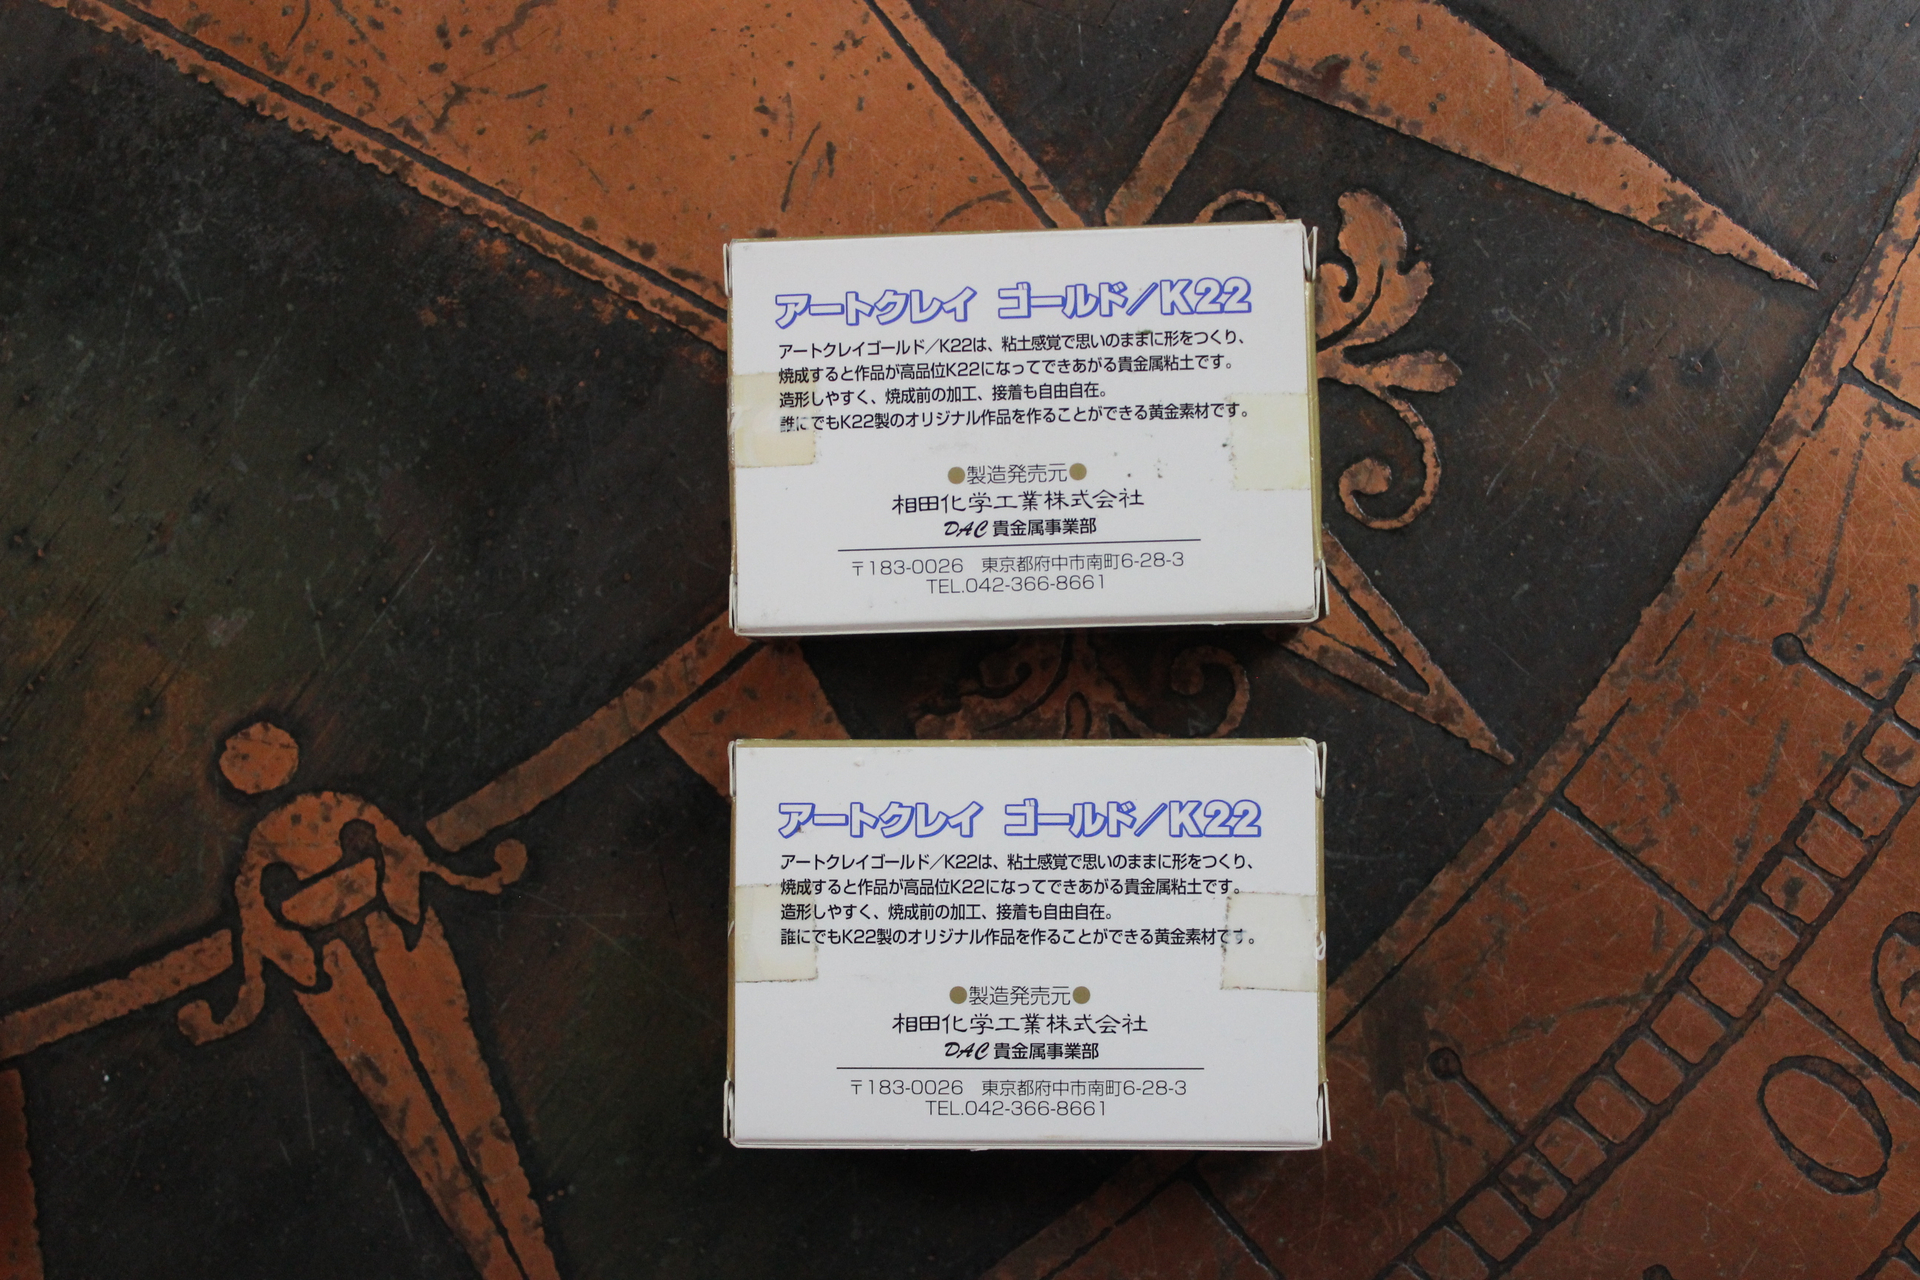 アートクレイ ゴールド/K22
アートクレイゴールド/K22は、粘土感覚で思いのままに形をつくり、
焼成すると作品が高品位K22になってできあがる貴金属粘土です。
造形しやすく、焼成前の加工、接着も自由自在。
誰にでもK22製のオリジナル作品を作ることができる黄金素材です。
●製造発売元●
相田化学工業株式会社
DAC 貴金属事業部
〒183-0026 東京都府中市南町6-28-3
TEL.042-366-8661
アートクレイ ゴールド/K22
アートクレイゴールド/K22は、粘土感覚で思いのままに形をつくり、
焼成すると作品が高品位K22になってできあがる貴金属粘土です。
造形しやすく、焼成前の加工、接着も自由自在。
誰にでもK22製のオリジナル作品を作ることができる黄金素材です。
●製造発売元●
相田化学工業株式会社
DAC 貴金属事業部
〒183-0026 東京都府中市南町6-28-3
TEL.042-366-8661